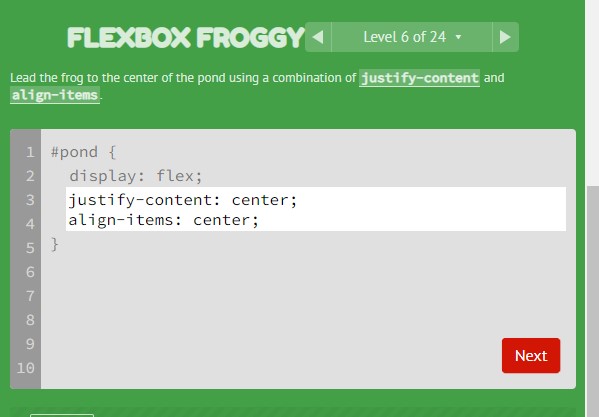 FLEXBOX FROGGY
Level 6 of 24
Lead the frog to the center of the pond using a combination of justify-content and
align-items.
1 #pond {
2 display: flex;
3 justify-content: center;
4 align-items: center;
5 }
6
7
8
9
Next
10